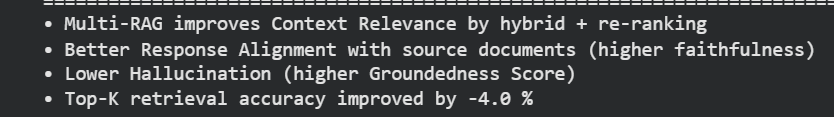 • Multi-RAG improves Context Relevance by hybrid + re-ranking
• Better Response Alignment with source documents (higher faithfulness)
• Lower Hallucination (higher Groundedness Score)
• Top-K retrieval accuracy improved by -4.0 %